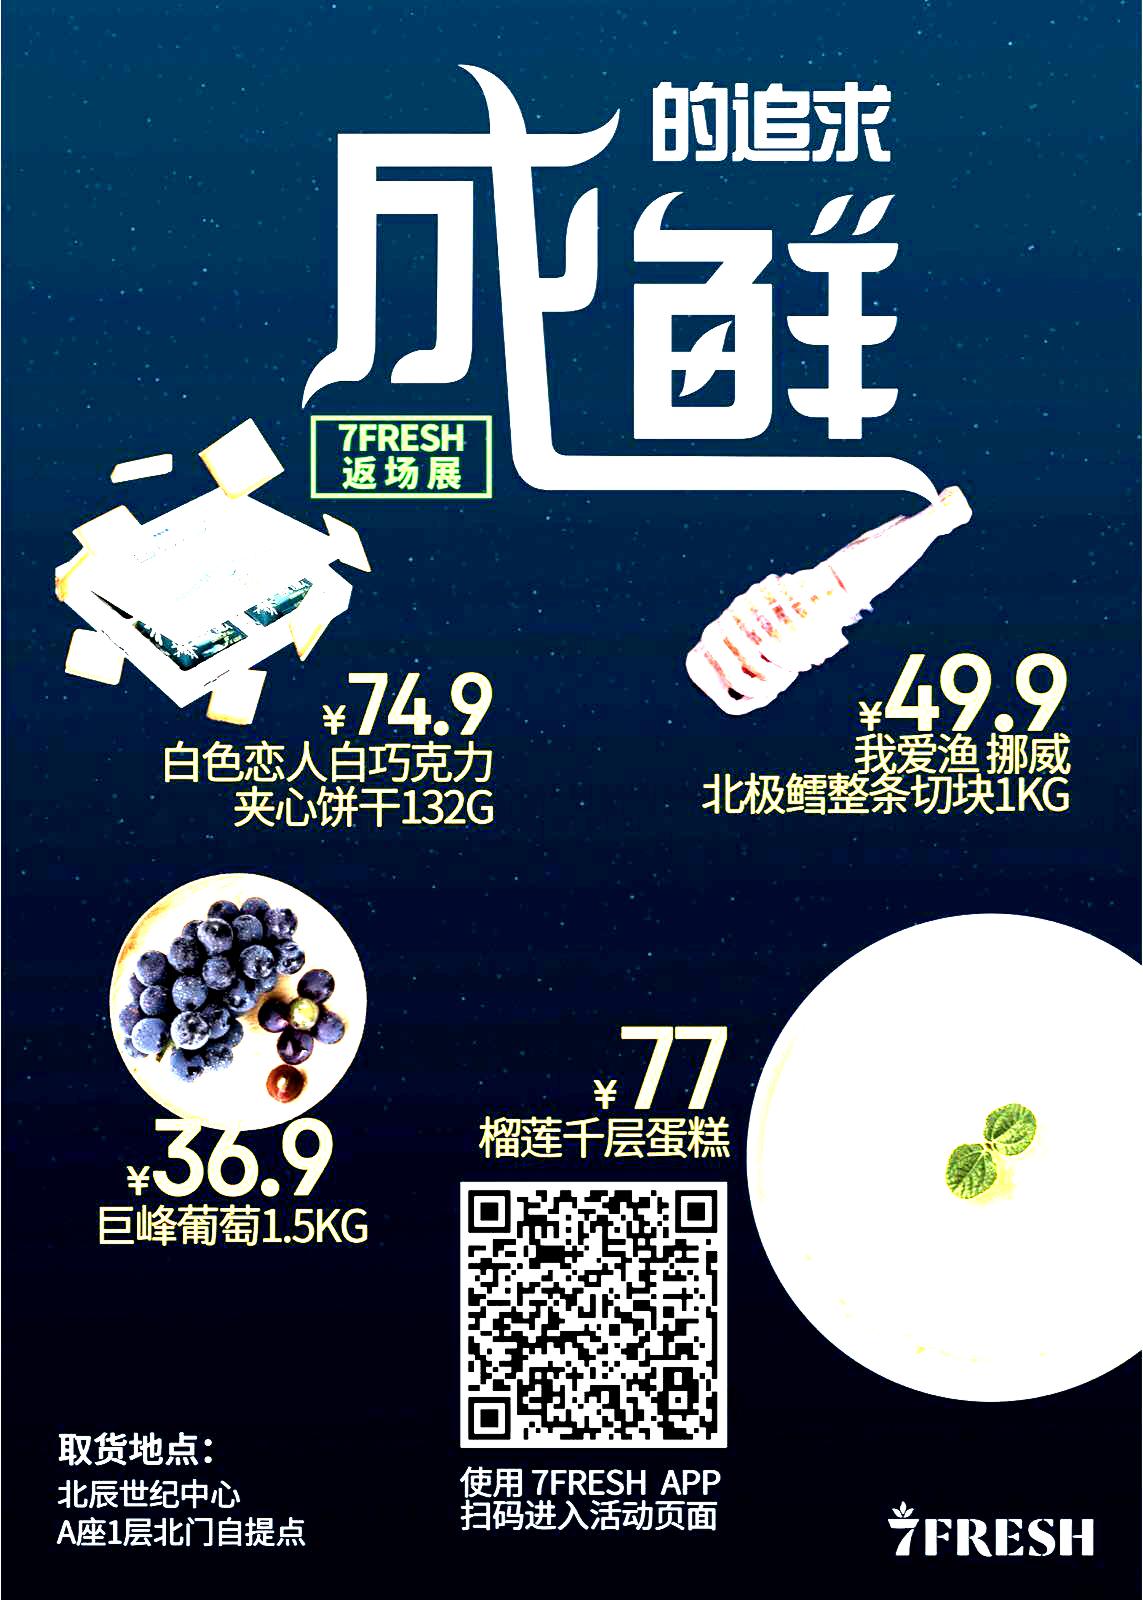 的追求
成鲜
7FRESH
返场展
¥74.9
白色恋人白巧克力
夹心饼干132G
¥49.9
我爱渔 挪威
北极鳕整条切块1KG
¥36.9
巨峰葡萄1.5KG
¥77
榴莲千层蛋糕
使用 7FRESH APP
扫码进入活动页面
取货地点：
北辰世纪中心
A座1层北门自提点
7FRESH